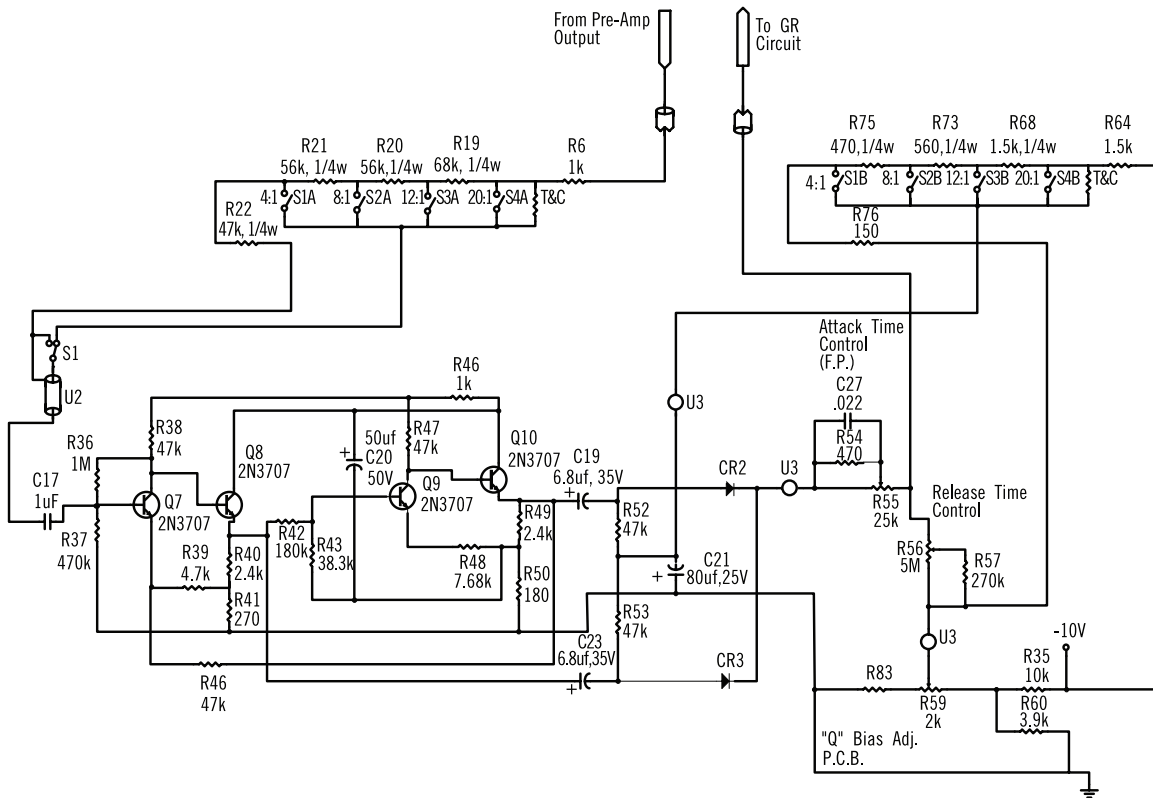 From Pre-Amp
Output
To GR
Circuit
R21
56k, 1/4w
R20
56k,1/4w
R19
68k, 1/4w
R6
1k
4:1
S1A
8:1
S2A
12:1
S3A
20:1
S4A
T&C
R22
47k, 1/4w
R75
470,1/4w
R73
560,1/4w
R68
1.5k,1/4w
R64
1.5k
4:1
S1B
8:1
S2B
12:1
S3B
20:1
S4B
T&C
R76
150
S1
U2
Attack Time
Control
(F.P.)
C27
.022
R54
470
U3
R46
1k
R38
47k
R36
1M
C17
1uF
Q7
2N3707
R37
470k
Q8
2N3707
50uf
C20
50V
+
R47
47k
Q9
2N3707
Q10
2N3707
C19
6.8uf, 35V
+
CR2
U3
R55
25k
Release Time
Control
R39
4.7k
R40
2.4k
R41
270
R42
180k
R43
38.3k
R48
7.68k
R49
2.4k
R50
180
R52
47k
C21
80uf,25V
+
R56
5M
R57
270k
R53
47k
C23
6.8uf,35V
+
CR3
U3
-10V
R46
47k
R83
R59
2k
R35
10k
R60
3.9k
"Q" Bias Adj.
P.C.B.